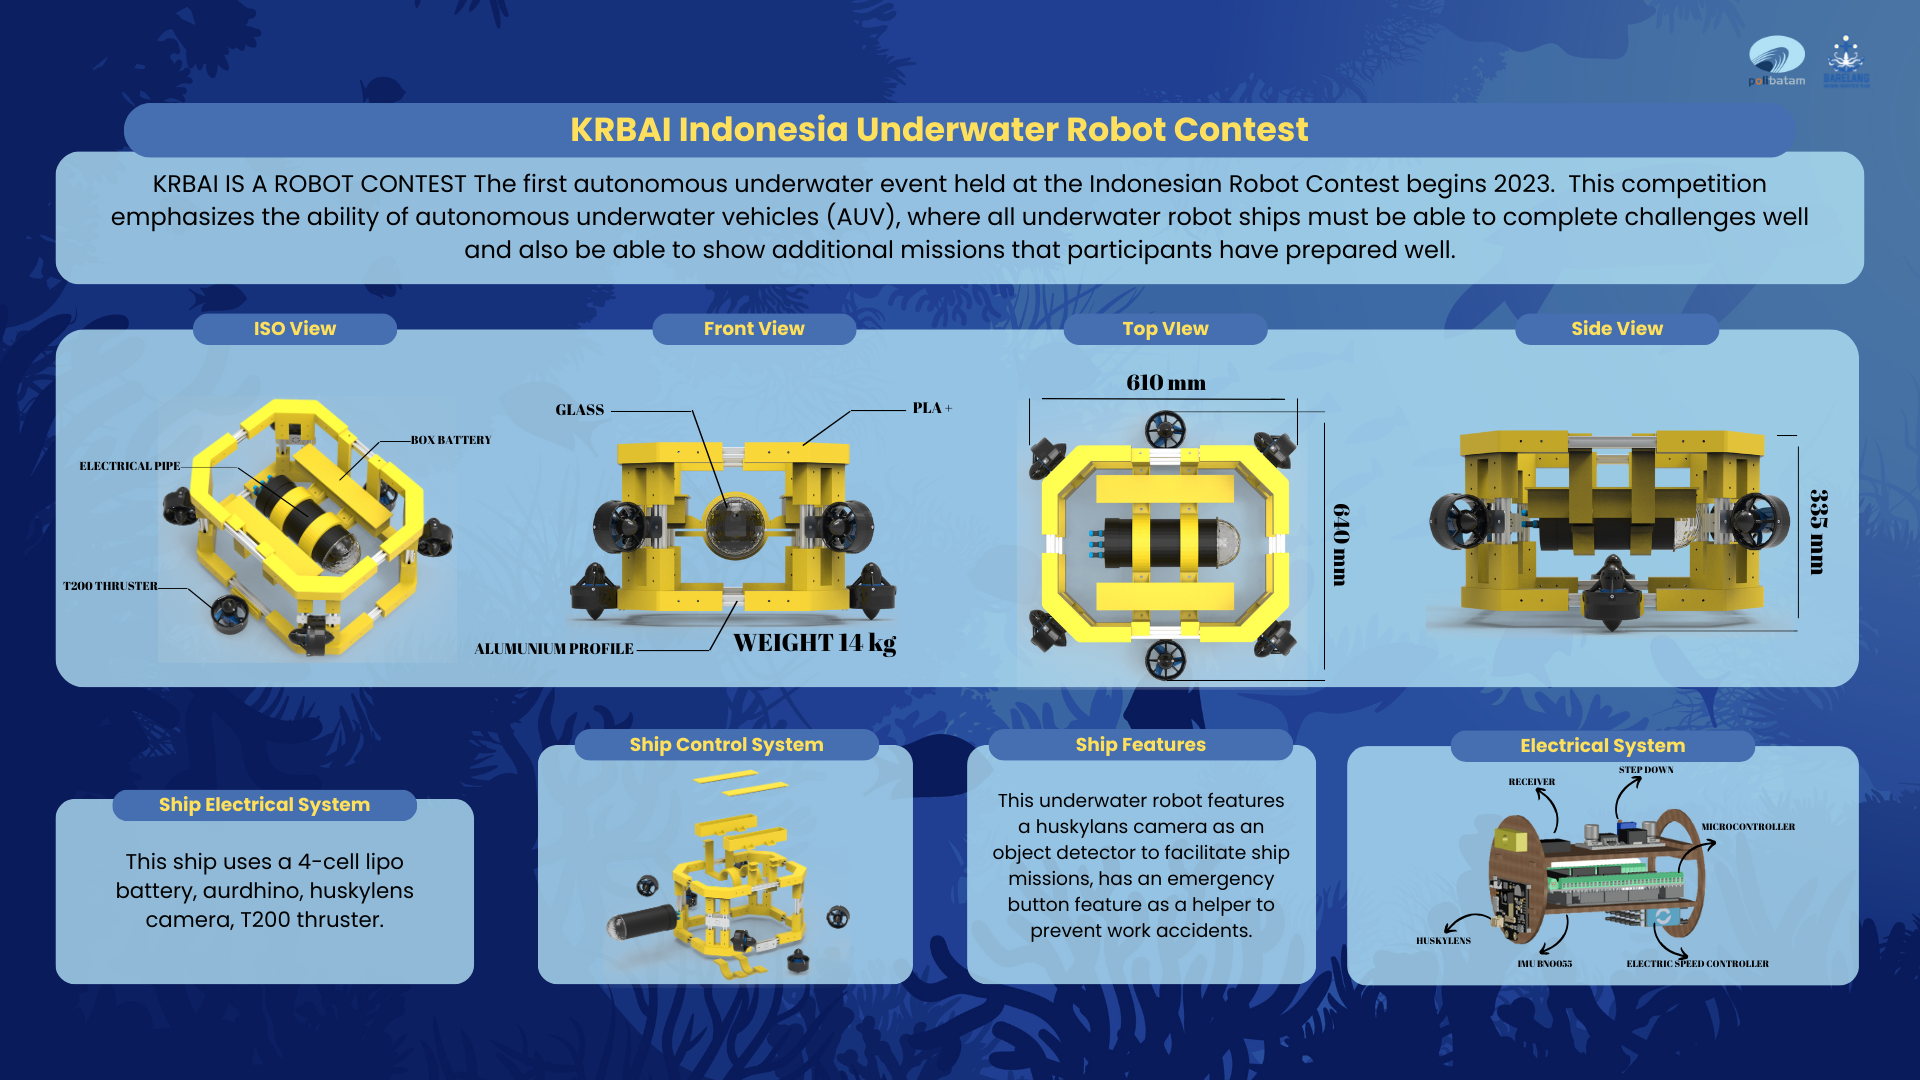 polibatam
BARELANG
KRBAI Indonesia Underwater Robot Contest
KRBAI IS A ROBOT CONTEST The first autonomous underwater event held at the Indonesian Robot Contest begins 2023. This competition
emphasizes the ability of autonomous underwater vehicles (AUV), where all underwater robot ships must be able to complete challenges well
and also be able to show additional missions that participants have prepared well.
ISO View
Front View
Top VIew
Side View
BOX BATTERY
ELECTRICAL PIPE
T200 THRUSTER
GLASS
PLA +
ALUMUNIUM PROFILE
WEIGHT 14 kg
610 mm
640 mm
335 mm
Ship Electrical System
This ship uses a 4-cell lipo
battery, aurdhino, huskylens
camera, T200 thruster.
Ship Control System
Ship Features
This underwater robot features
a huskylans camera as an
object detector to facilitate ship
missions, has an emergency
button feature as a helper to
prevent work accidents.
Electrical System
RECEIVER
STEP DOWN
MICROCONTROLLER
HUSKYLENS
IMU BNO055
ELECTRIC SPEED CONTROLLER